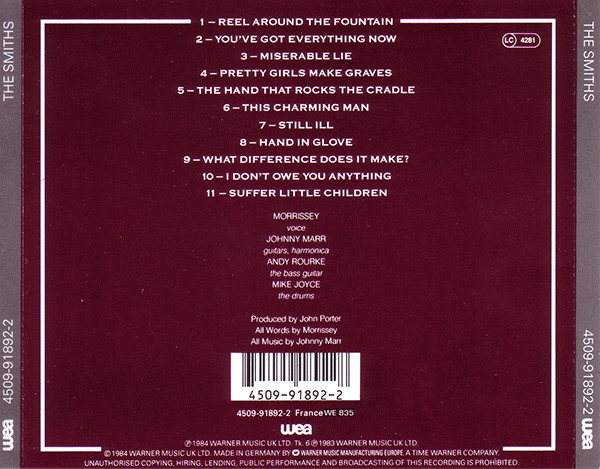 THE SMITHS
4509-91892-2
wea
1 – REEL AROUND THE FOUNTAIN
2 – YOU'VE GOT EVERYTHING NOW
3 – MISERABLE LIE
4 – PRETTY GIRLS MAKE GRAVES
5 – THE HAND THAT ROCKS THE CRADLE
6 – THIS CHARMING MAN
7 – STILL ILL
8 – HAND IN GLOVE
9 – WHAT DIFFERENCE DOES IT MAKE?
10 – I DON'T OWE YOU ANYTHING
11 – SUFFER LITTLE CHILDREN
LC 4281
MORRISSEY
voice
JOHNNY MARR
guitars, harmonica
ANDY ROURKE
the bass guitar
MIKE JOYCE
the drums
Produced by John Porter
All Words by Morrissey
All Music by Johnny Marr
4509-91892-2
4509-91892-2 France WE 835
wea
℗ 1984 WARNER MUSIC UK LTD. Tk. 6 ℗ 1983 WARNER MUSIC UK LTD.
© 1984 WARNER MUSIC UK LTD. MADE IN GERMANY BY WARNER MUSIC MANUFACTURING EUROPE. A TIME WARNER COMPANY.
UNAUTHORISED COPYING, HIRING, LENDING, PUBLIC PERFORMANCE AND BROADCASTING OF THIS RECORDING IS PROHIBITED.
THE SMITHS
4509-91892-2
wea